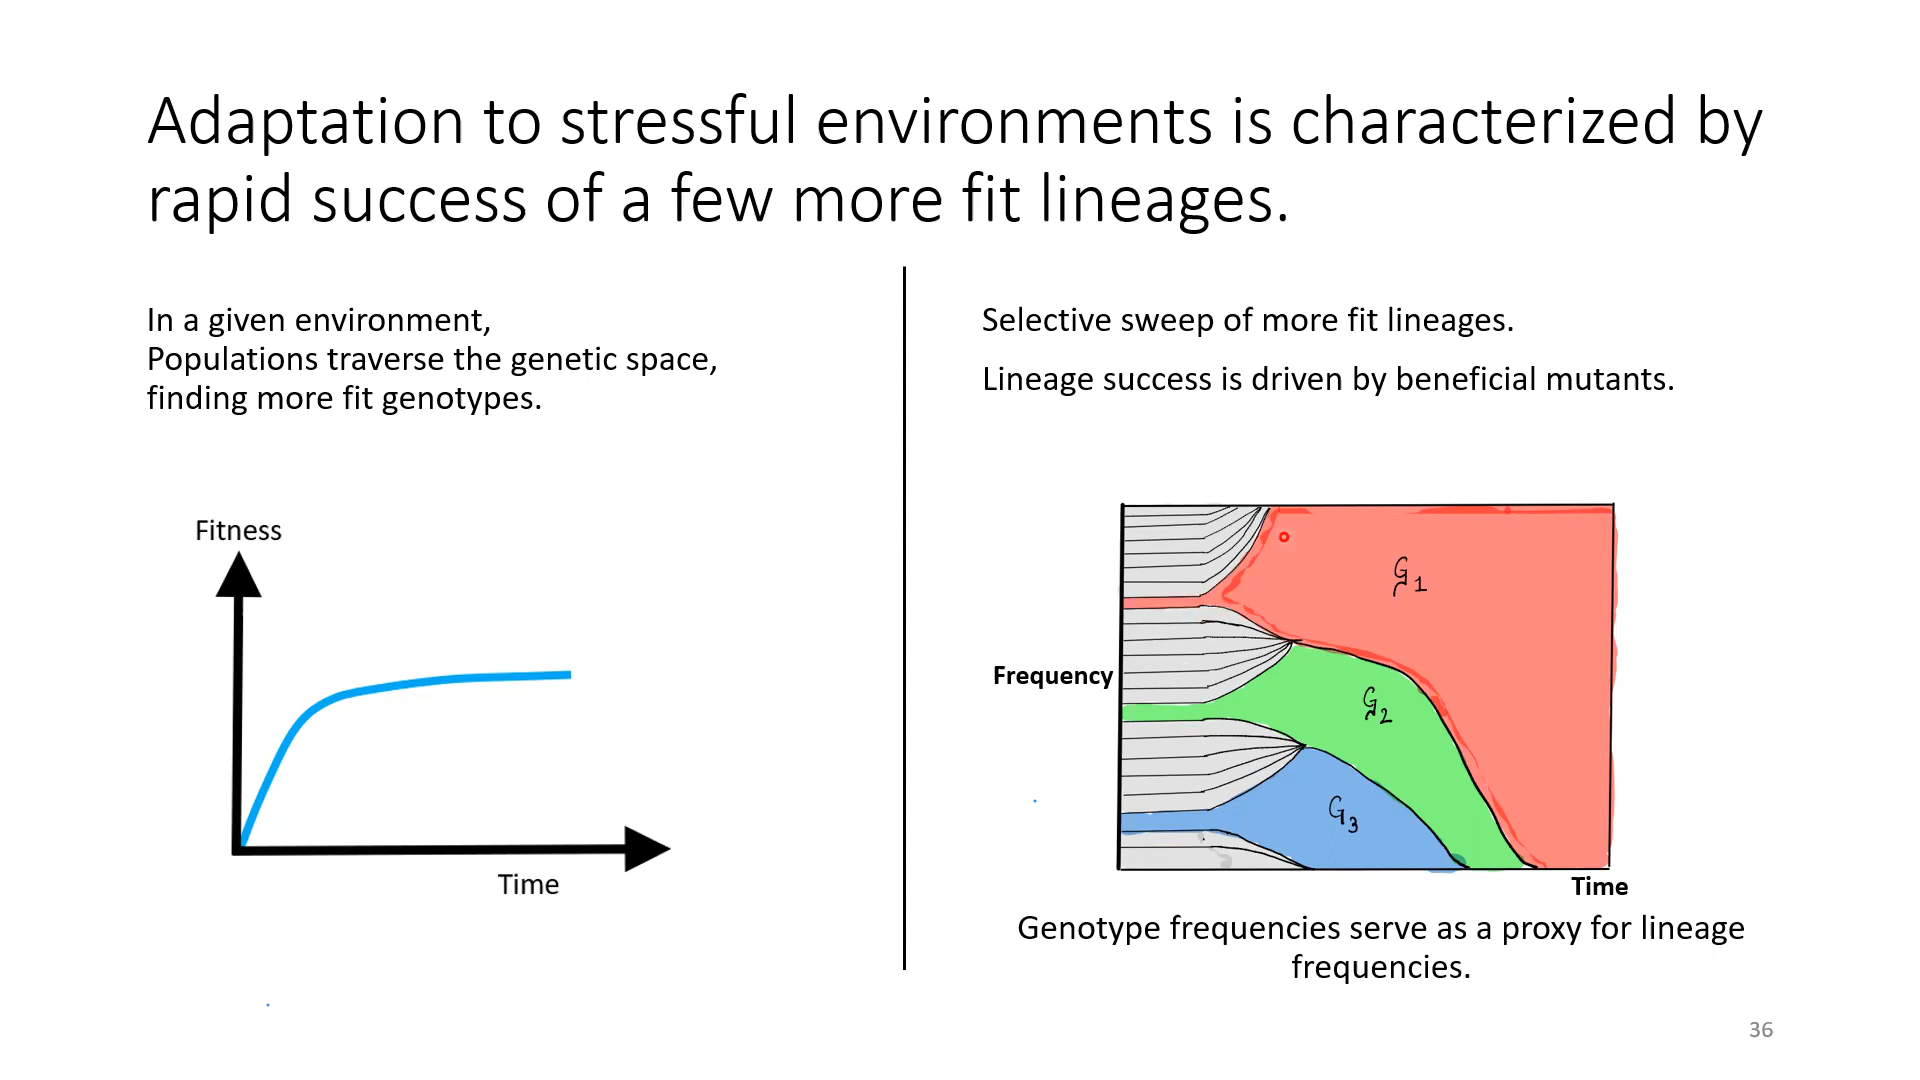 Adaptation to stressful environments is characterized by
rapid success of a few more fit lineages.
In a given environment,
Populations traverse the genetic space,
finding more fit genotypes.
Fitness
Time
Selective sweep of more fit lineages.
Lineage success is driven by beneficial mutants.
G1
Frequency
G2
G3
Time
Genotype frequencies serve as a proxy for lineage
frequencies.
36